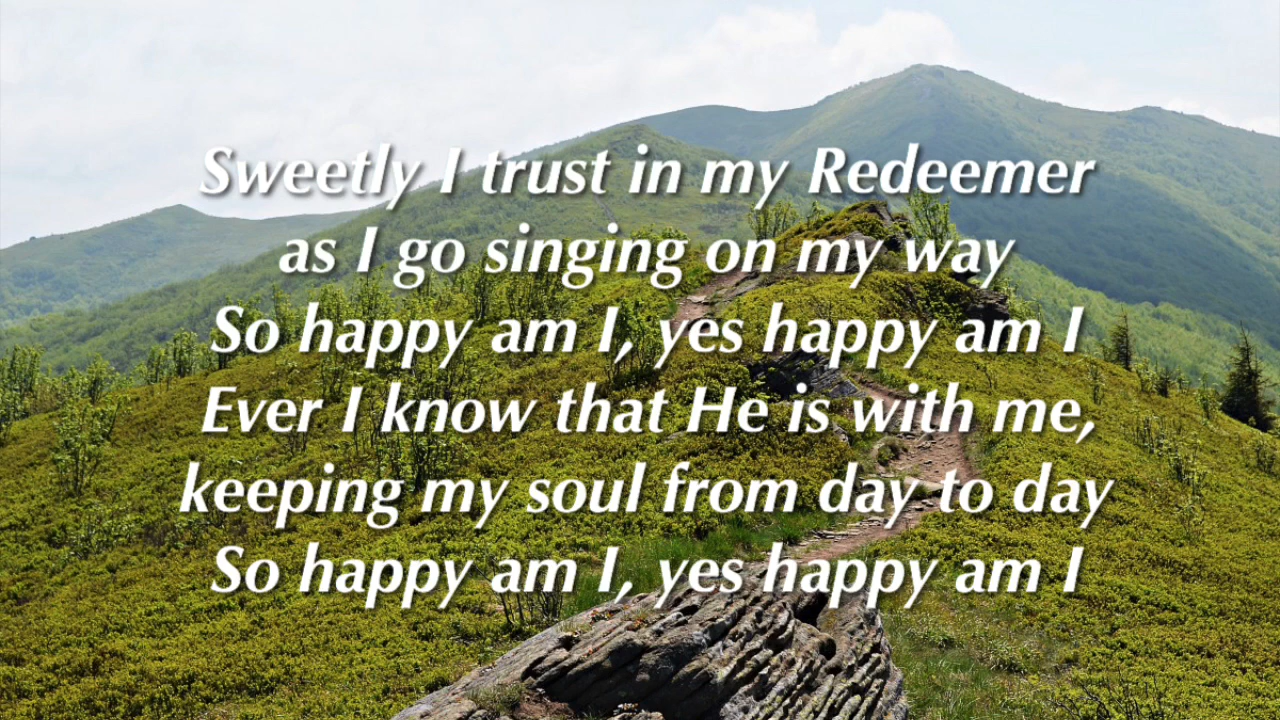 Sweetly I trust in my Redeemer
as I go singing on my way
So happy am I, yes happy am I
Ever I know that He is with me,
keeping my soul from day to day
So happy am I, yes happy am I